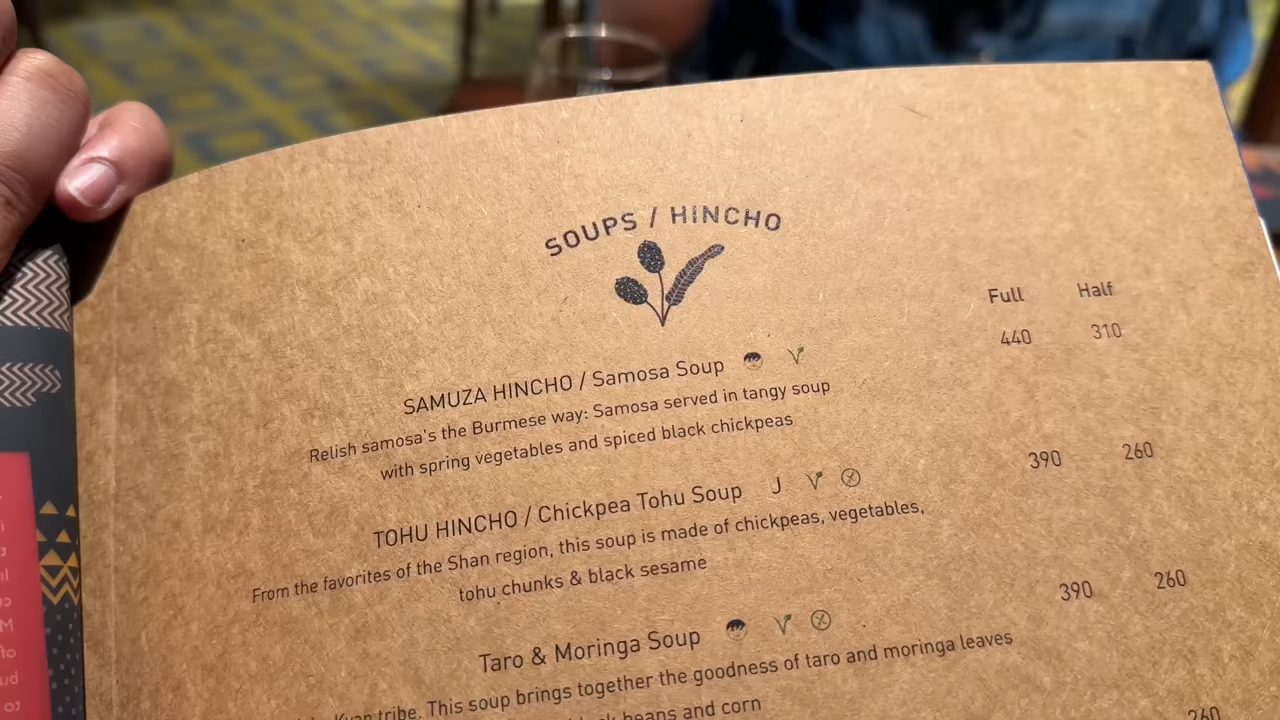 SOUPS / HINCHO
Full Half
SAMUZA HINCHO / Samosa Soup V 440 310
Relish samosa's the Burmese way: Samosa served in tangy soup
with spring vegetables and spiced black chickpeas
TOHU HINCHO / Chickpea Tohu Soup J V 390 260
From the favorites of the Shan region, this soup is made of chickpeas, vegetables,
tohu chunks & black sesame
Taro & Moringa Soup V 390 260
tribe. This soup brings together the goodness of taro and moringa leaves
beans and corn
260